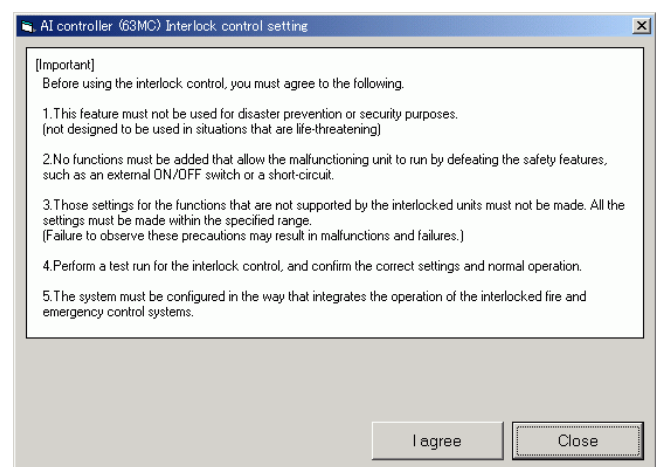 AI controller (63MC) Interlock control setting
[Important]
Before using the interlock control, you must agree to the following.
1.This feature must not be used for disaster prevention or security purposes.
(not designed to be used in situations that are life-threatening)
2.No functions must be added that allow the malfunctioning unit to run by defeating the safety features,
such as an external ON/OFF switch or a short-circuit.
3.Those settings for the functions that are not supported by the interlocked units must not be made. All the
settings must be made within the specified range.
(Failure to observe these precautions may result in malfunctions and failures.)
4.Perform a test run for the interlock control, and confirm the correct settings and normal operation.
5.The system must be configured in the way that integrates the operation of the interlocked fire and
emergency control systems.
I agree Close